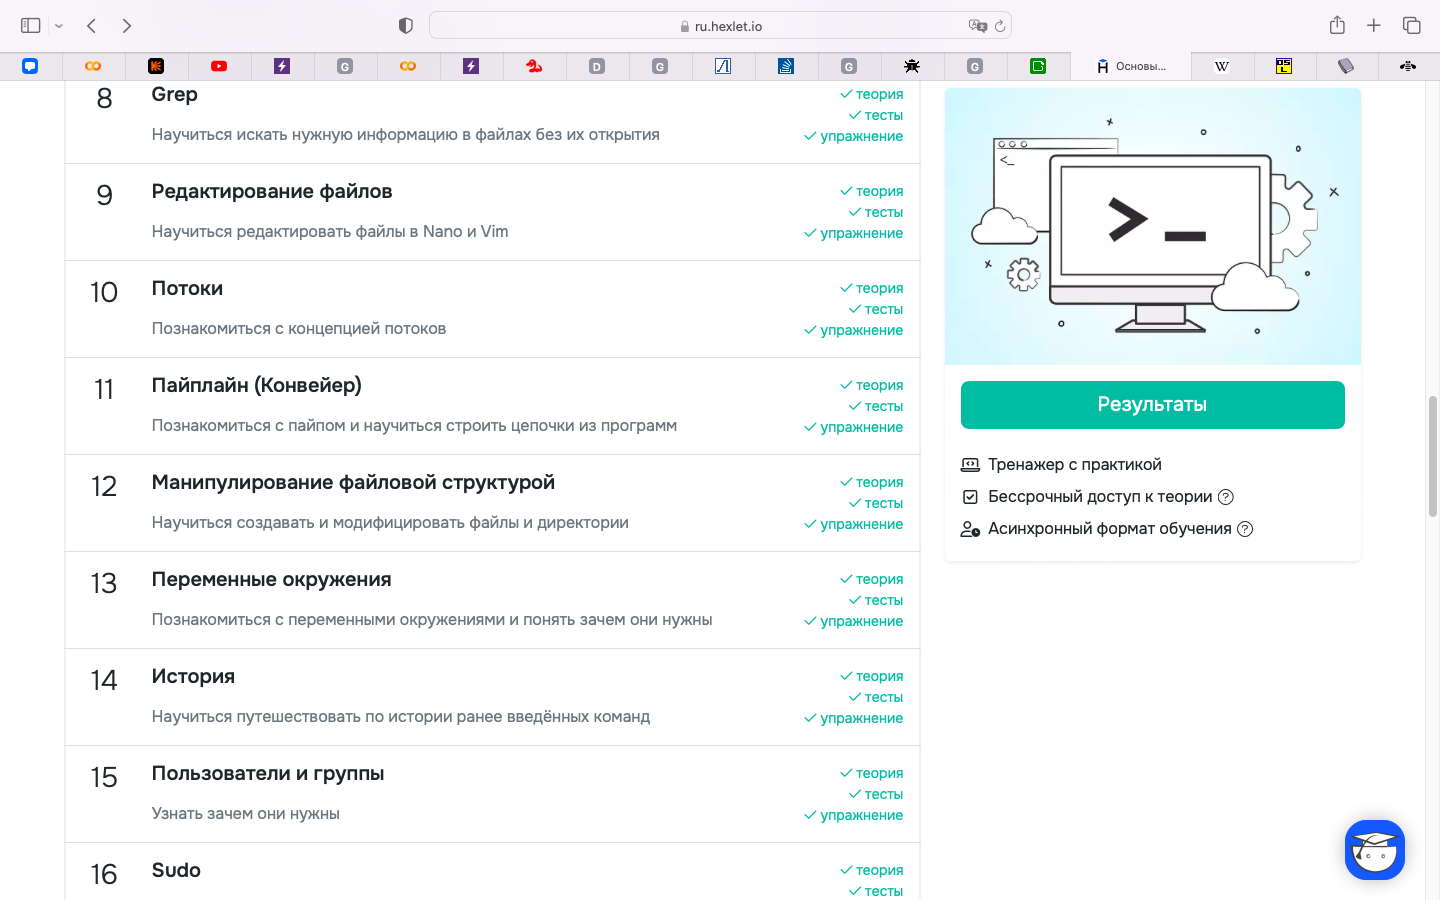 ru.hexlet.io
G
D
G
G
G
Основы...
W
8
Grep
Научиться искать нужную информацию в файлах без их открытия
теория
тесты
упражнение
9
Редактирование файлов
Научиться редактировать файлы в Nano и Vim
теория
тесты
упражнение
10
Потоки
Познакомиться с концепцией потоков
теория
тесты
упражнение
11
Пайплайн (Конвейер)
Познакомиться с пайпом и научиться строить цепочки из программ
теория
тесты
упражнение
12
Манипулирование файловой структурой
Научиться создавать и модифицировать файлы и директории
теория
тесты
упражнение
13
Переменные окружения
Познакомиться с переменными окружениями и понять зачем они нужны
теория
тесты
упражнение
14
История
Научиться путешествовать по истории ранее введённых команд
теория
тесты
упражнение
15
Пользователи и группы
Узнать зачем они нужны
теория
тесты
упражнение
16
Sudo
теория
тесты
<_
>_
Результаты
Тренажер с практикой
Бессрочный доступ к теории ?
Асинхронный формат обучения ?